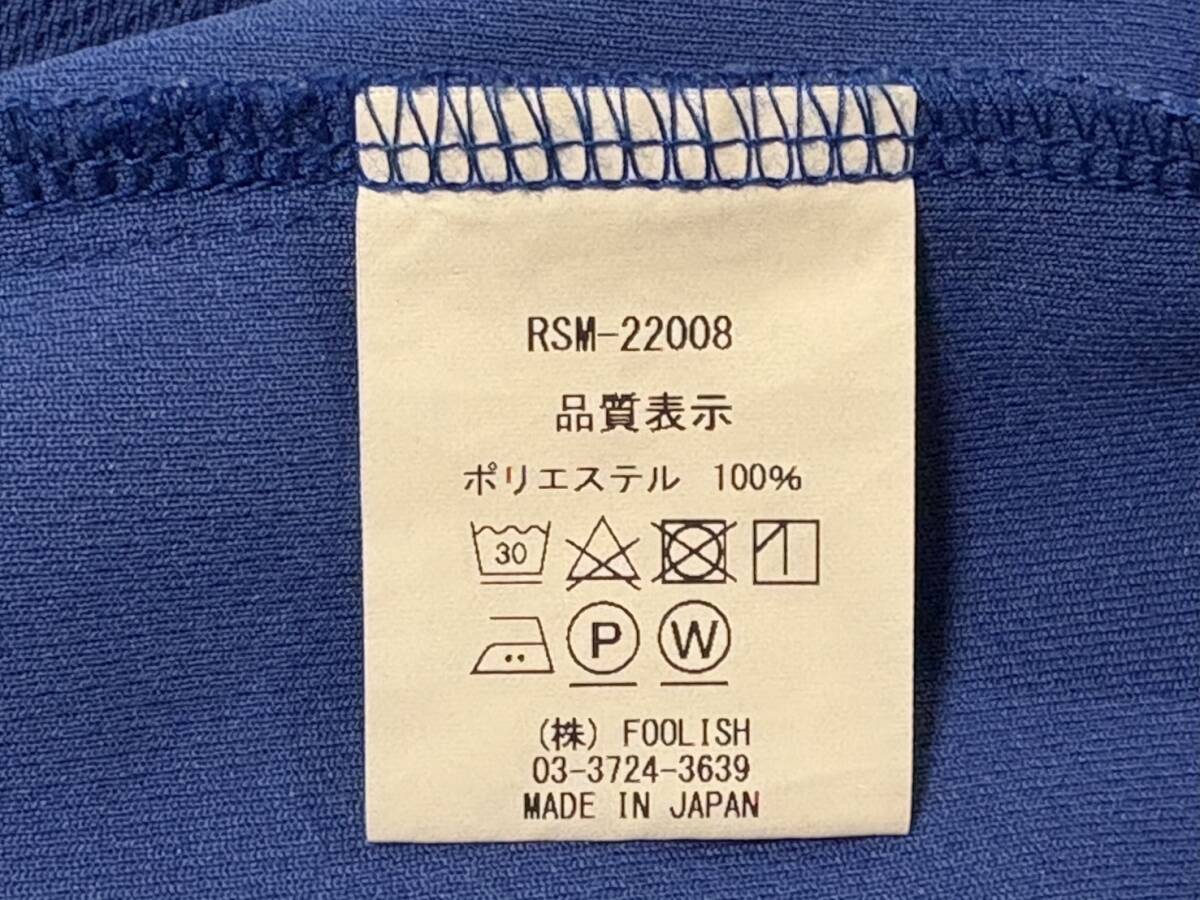 RSM-22008
品質表示
ポリエステル 100%
30
P W
(株) FOOLISH
03-3724-3639
MADE IN JAPAN